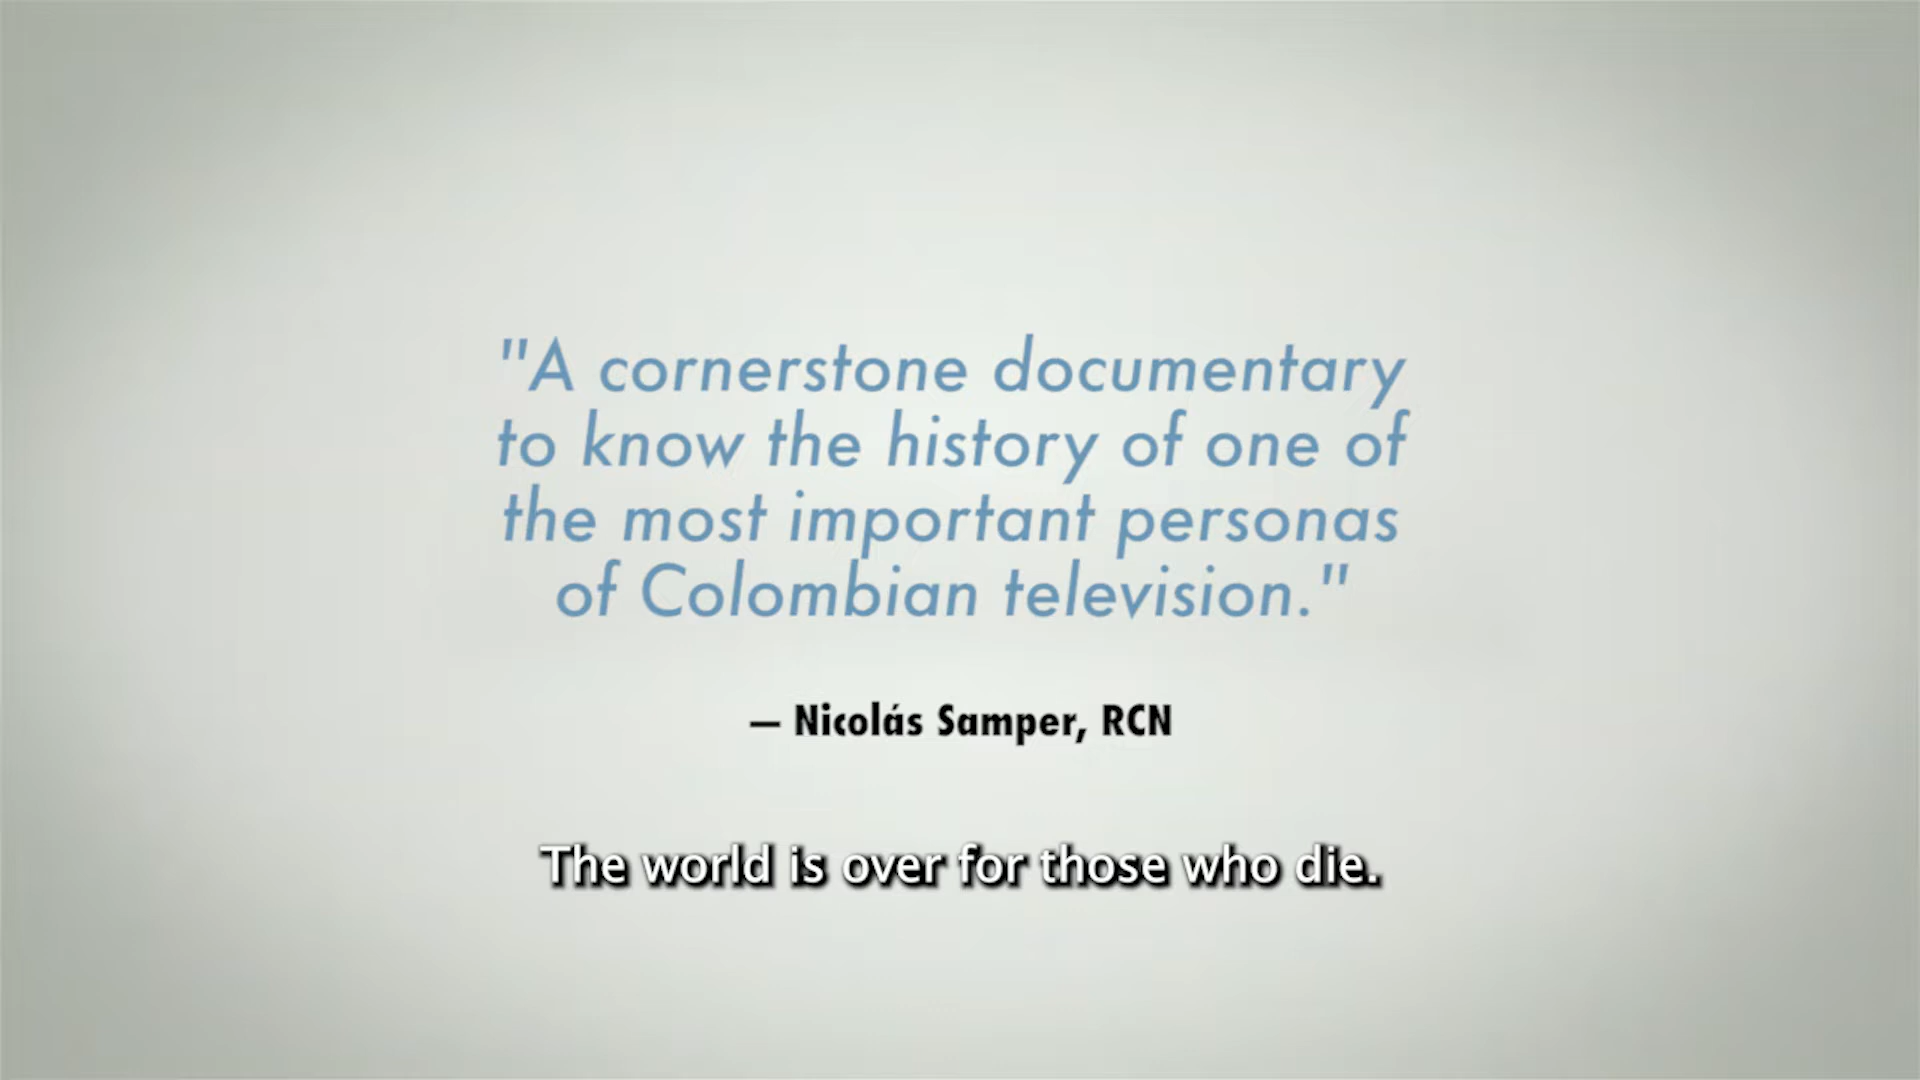 "A cornerstone documentary
to know the history of one of
the most important personas
of Colombian television."
— Nicolás Samper, RCN
The world is over for those who die.